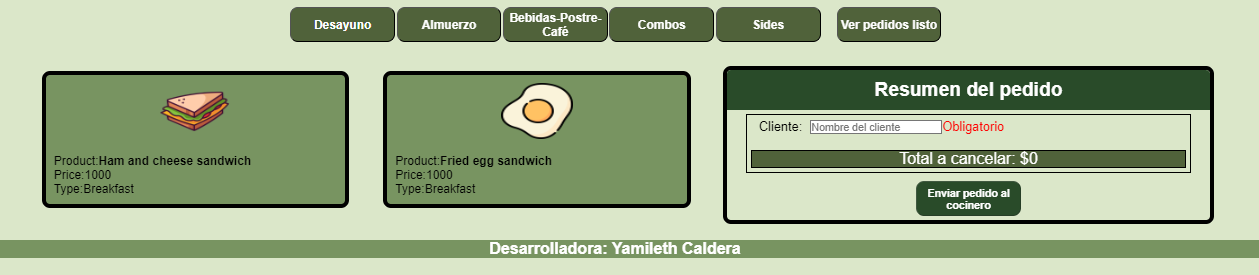 Desayuno
Almuerzo
Bebidas-Postre-
Café
Combos
Sides
Ver pedidos listo
Product:Ham and cheese sandwich
Price:1000
Type:Breakfast
Product:Fried egg sandwich
Price:1000
Type:Breakfast
Resumen del pedido
Cliente: Nombre del cliente Obligatorio
Total a cancelar: $0
Enviar pedido al
cocinero
Desarrolladora: Yamileth Caldera